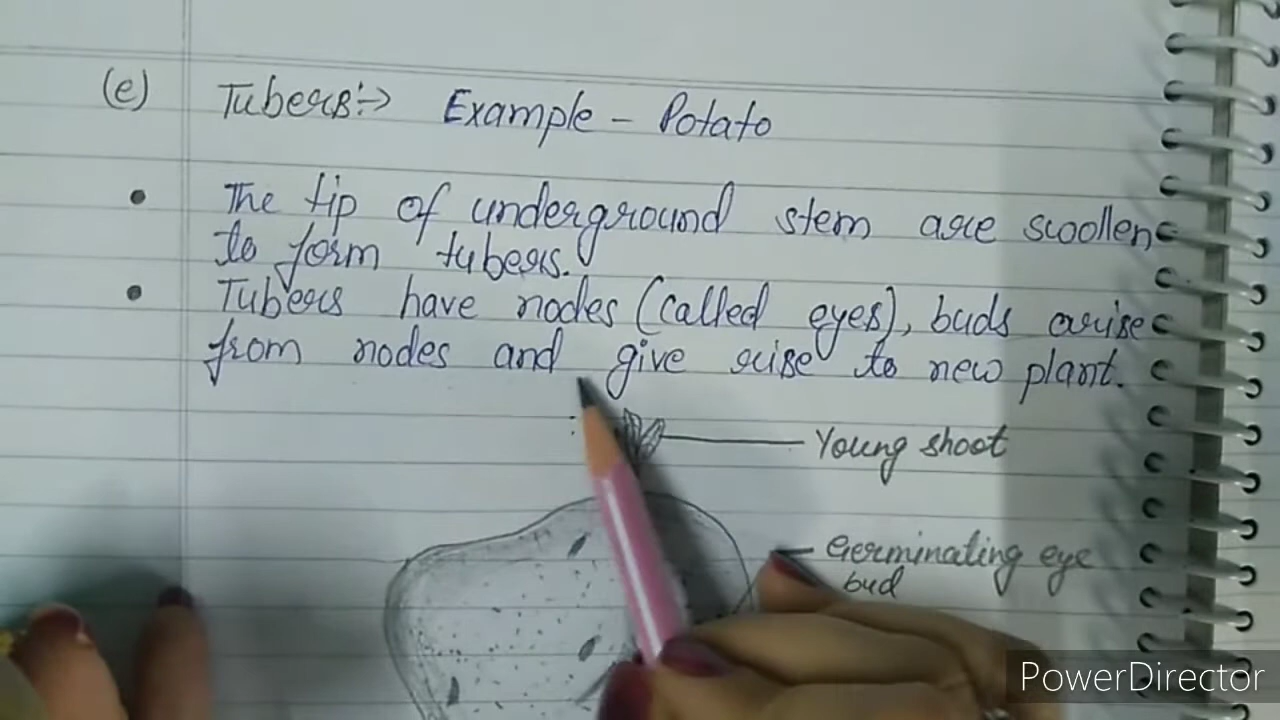 (e) Tubers:→ Example - Potato
• The tip of underground stem are swollen
to form tubers.
• Tubers have nodes (called eyes), buds arise
from nodes and give rise to new plant.
Young shoot
Germinating eye
bud
PowerDirector